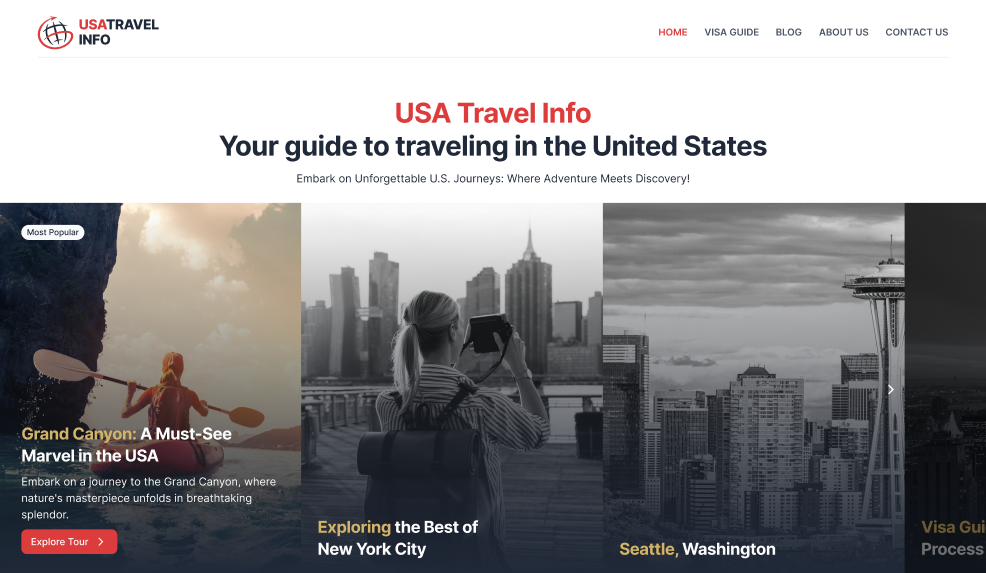 USATRAVEL
INFO
HOME
VISA GUIDE
BLOG
ABOUT US
CONTACT US
USA Travel Info
Your guide to traveling in the United States
Embark on Unforgettable U.S. Journeys: Where Adventure Meets Discovery!
Most Popular
Grand Canyon: A Must-See
Marvel in the USA
Embark on a journey to the Grand Canyon, where
nature's masterpiece unfolds in breathtaking
splendor.
Explore Tour
Exploring the Best of
New York City
Seattle, Washington
Visa
Process